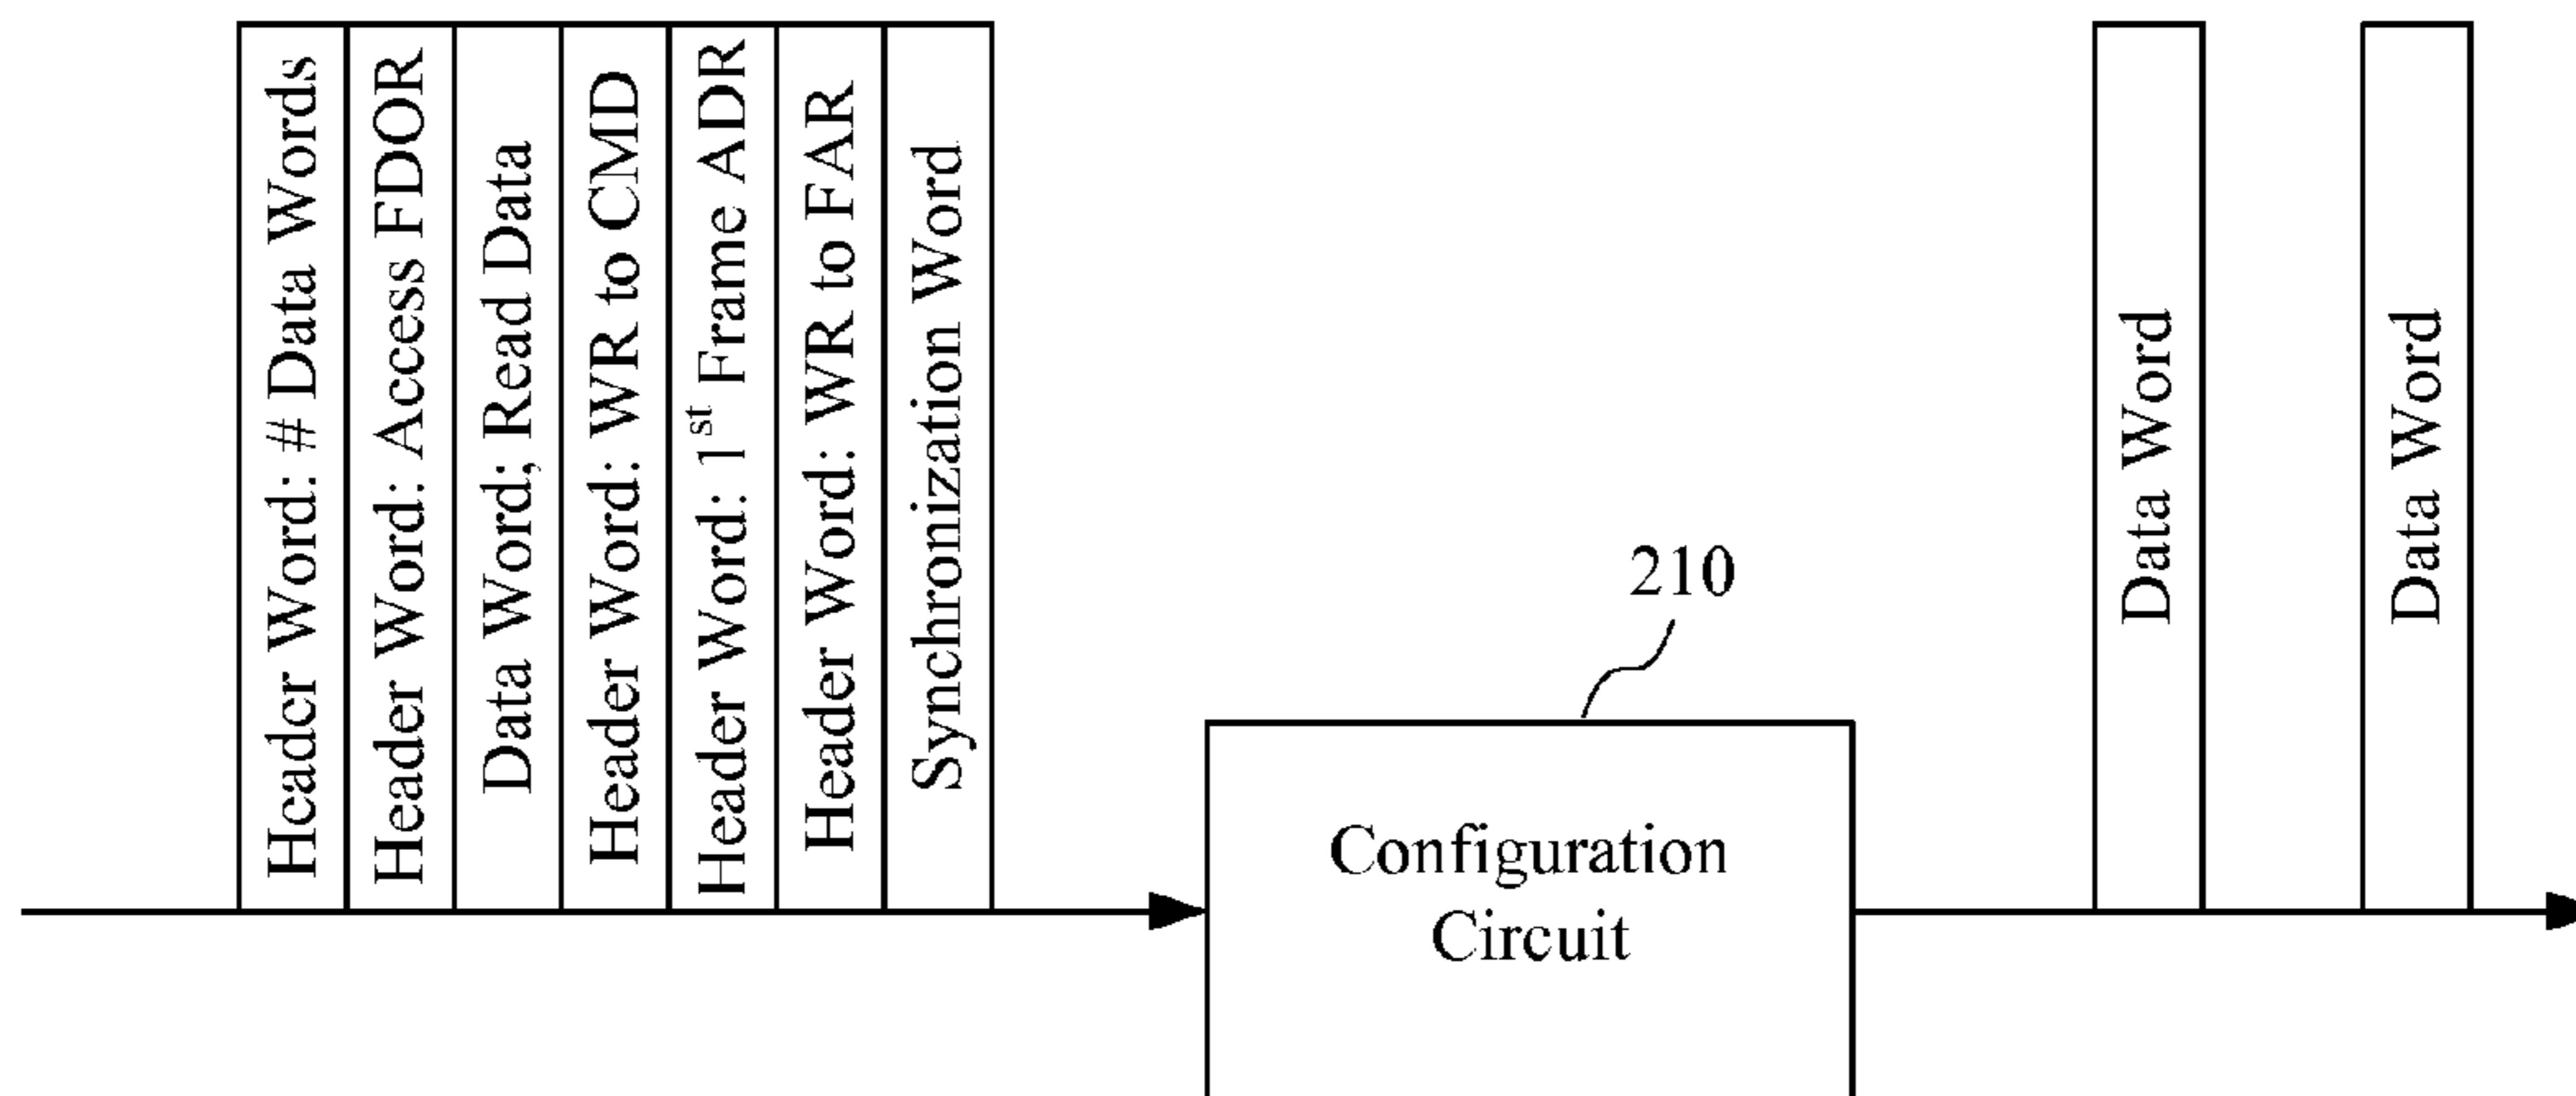 Header Word: # Data Words
Header Word: Access FDOR
Data Word; Read Data
Header Word: WR to CMD
Header Word: 1st Frame ADR
Header Word: WR to FAR
Synchronization Word
210
Configuration
Circuit
Data Word
Data Word